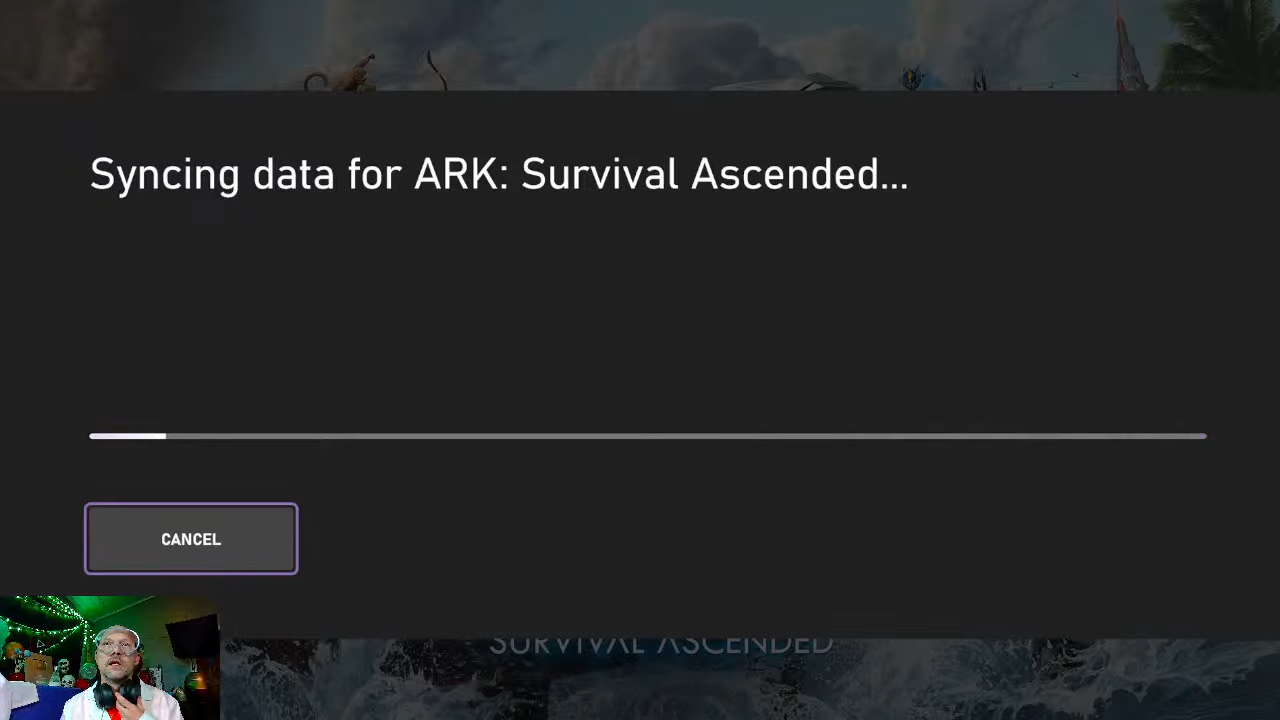 Syncing data for ARK: Survival Ascended...
CANCEL
SURVIVAL ASCENDED